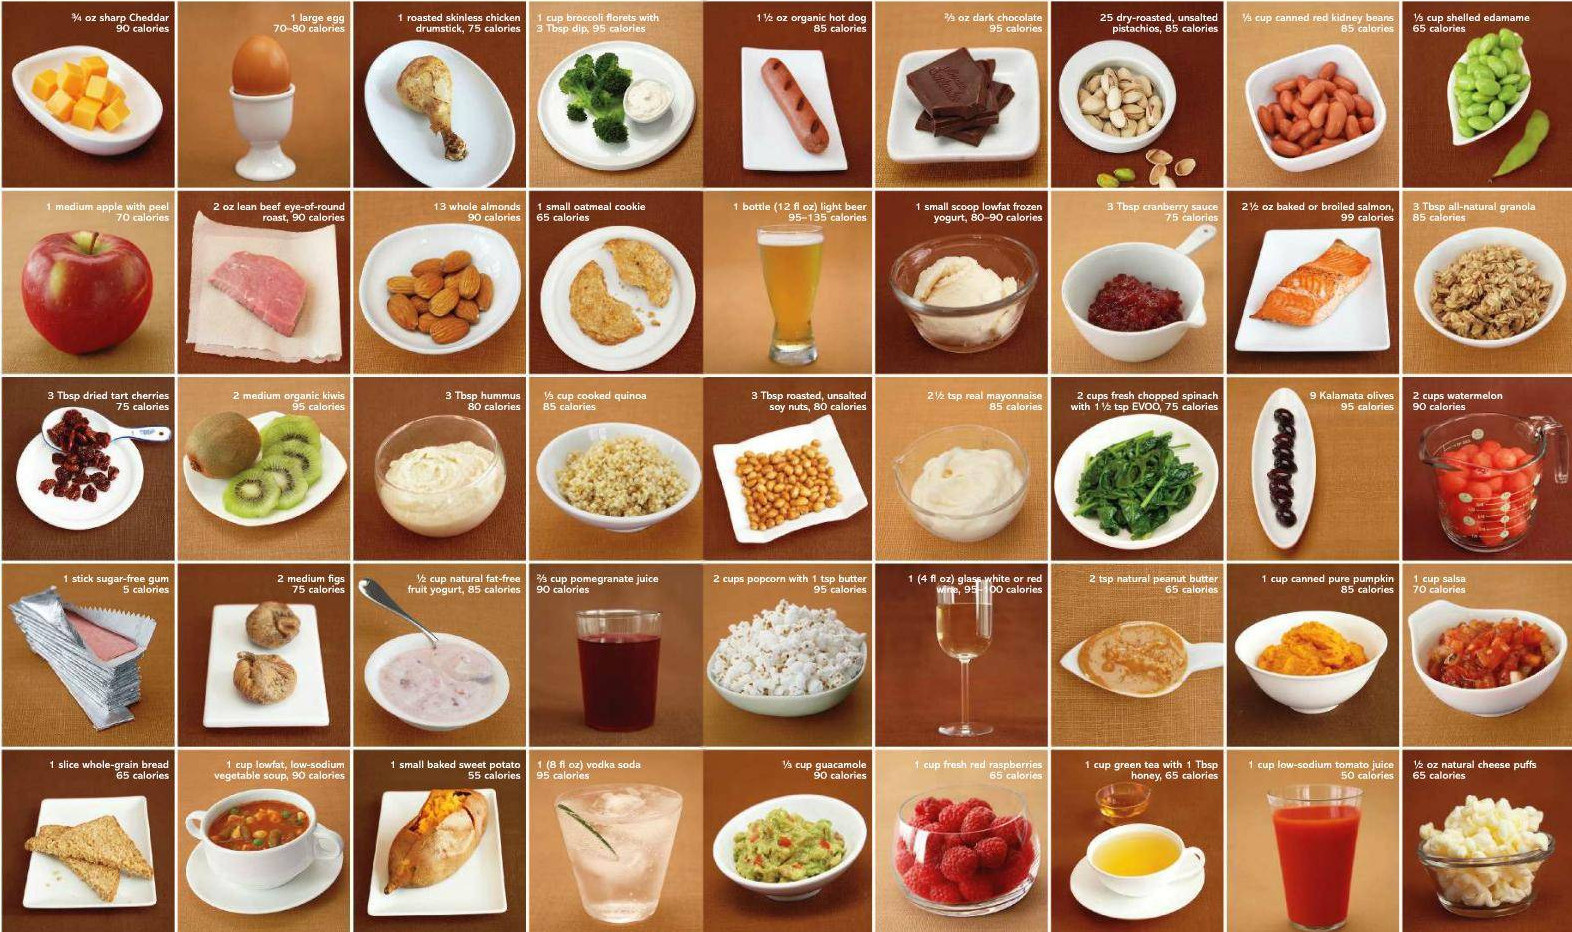 ¾ oz sharp Cheddar
90 calories
1 large egg
70–80 calories
1 roasted skinless chicken
drumstick, 75 calories
1 cup broccoli florets with
3 Tbsp dip, 95 calories
1½ oz organic hot dog
85 calories
⅔ oz dark chocolate
95 calories
25 dry-roasted, unsalted
pistachios, 85 calories
⅓ cup canned red kidney beans
85 calories
⅓ cup shelled edamame
65 calories
1 medium apple with peel
70 calories
2 oz lean beef eye-of-round
roast, 90 calories
13 whole almonds
90 calories
1 small oatmeal cookie
65 calories
1 bottle (12 fl oz) light beer
95–135 calories
1 small scoop lowfat frozen
yogurt, 80–90 calories
3 Tbsp cranberry sauce
75 calories
2½ oz baked or broiled salmon,
99 calories
3 Tbsp all-natural granola
85 calories
3 Tbsp dried tart cherries
75 calories
2 medium organic kiwis
95 calories
3 Tbsp hummus
80 calories
⅓ cup cooked quinoa
85 calories
3 Tbsp roasted, unsalted
soy nuts, 80 calories
2½ tsp real mayonnaise
85 calories
2 cups fresh chopped spinach
with 1½ tsp EVOO, 75 calories
9 Kalamata olives
95 calories
2 cups watermelon
90 calories
1 stick sugar-free gum
5 calories
2 medium figs
75 calories
½ cup natural fat-free
fruit yogurt, 85 calories
⅔ cup pomegranate juice
90 calories
2 cups popcorn with 1 tsp butter
95 calories
1 (4 fl oz) glass white or red
wine, 95–100 calories
2 tsp natural peanut butter
65 calories
1 cup canned pure pumpkin
85 calories
1 cup salsa
70 calories
1 slice whole-grain bread
65 calories
1 cup lowfat, low-sodium
vegetable soup, 90 calories
1 small baked sweet potato
55 calories
1 (8 fl oz) vodka soda
95 calories
⅓ cup guacamole
90 calories
1 cup fresh red raspberries
65 calories
1 cup green tea with 1 Tbsp
honey, 65 calories
1 cup low-sodium tomato juice
50 calories
½ oz natural cheese puffs
65 calories